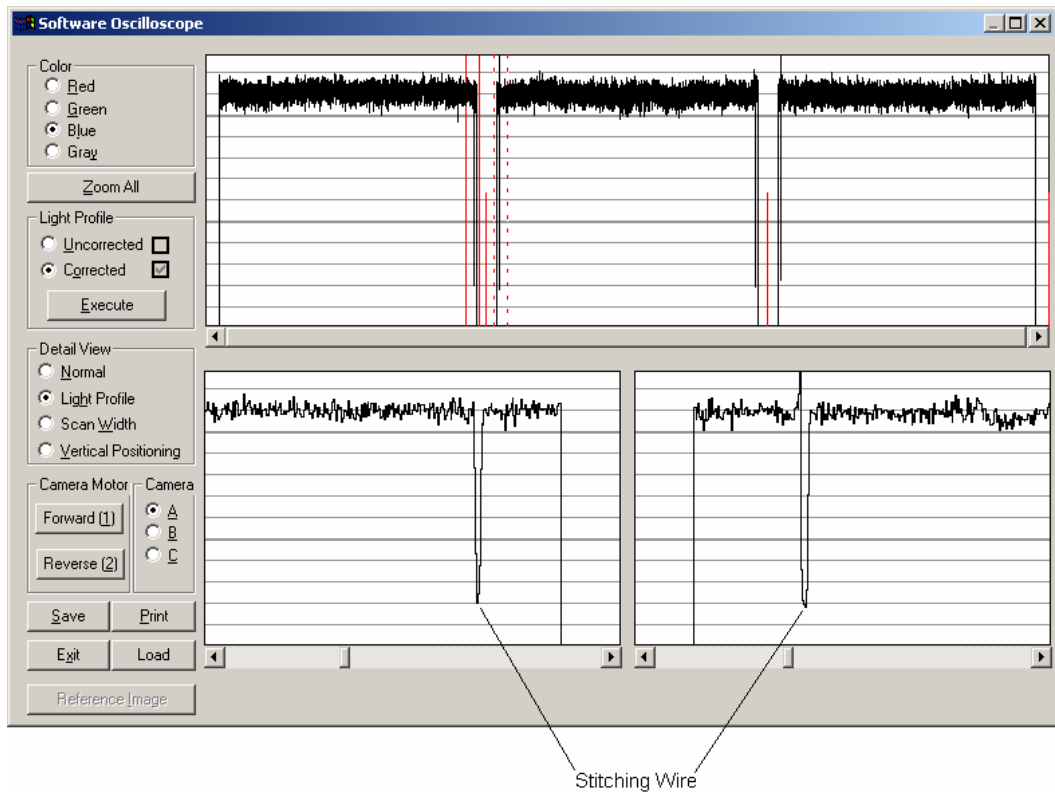 Software Oscilloscope
Color
Red
Green
Blue
Gray
Zoom All
Light Profile
Uncorrected
Corrected
Execute
Detail View
Normal
Light Profile
Scan Width
Vertical Positioning
Camera Motor
Forward (1)
Reverse (2)
Camera
A
B
C
Save
Print
Exit
Load
Reference Image
Stitching Wire